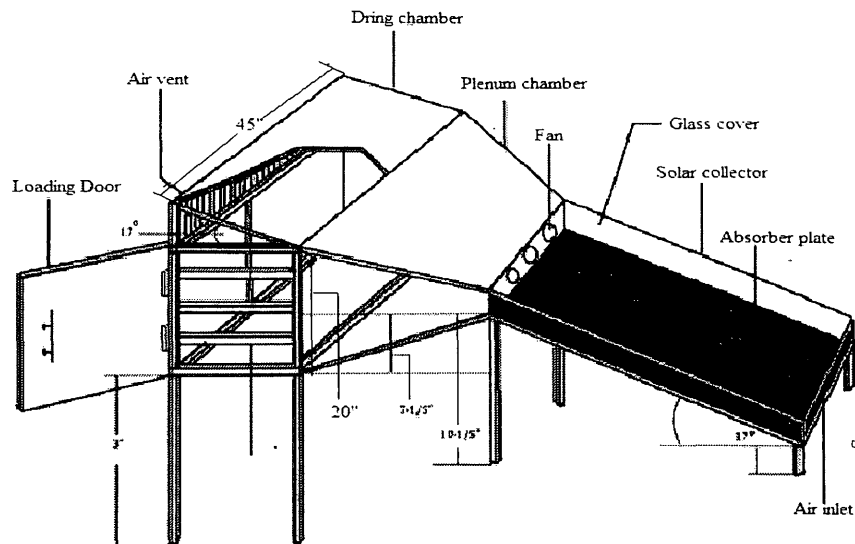 Dring chamber
Air vent
Plenum chamber
45"
Fan
Glass cover
Loading Door
Solar collector
Absorber plate
17°
20"
Air inlet